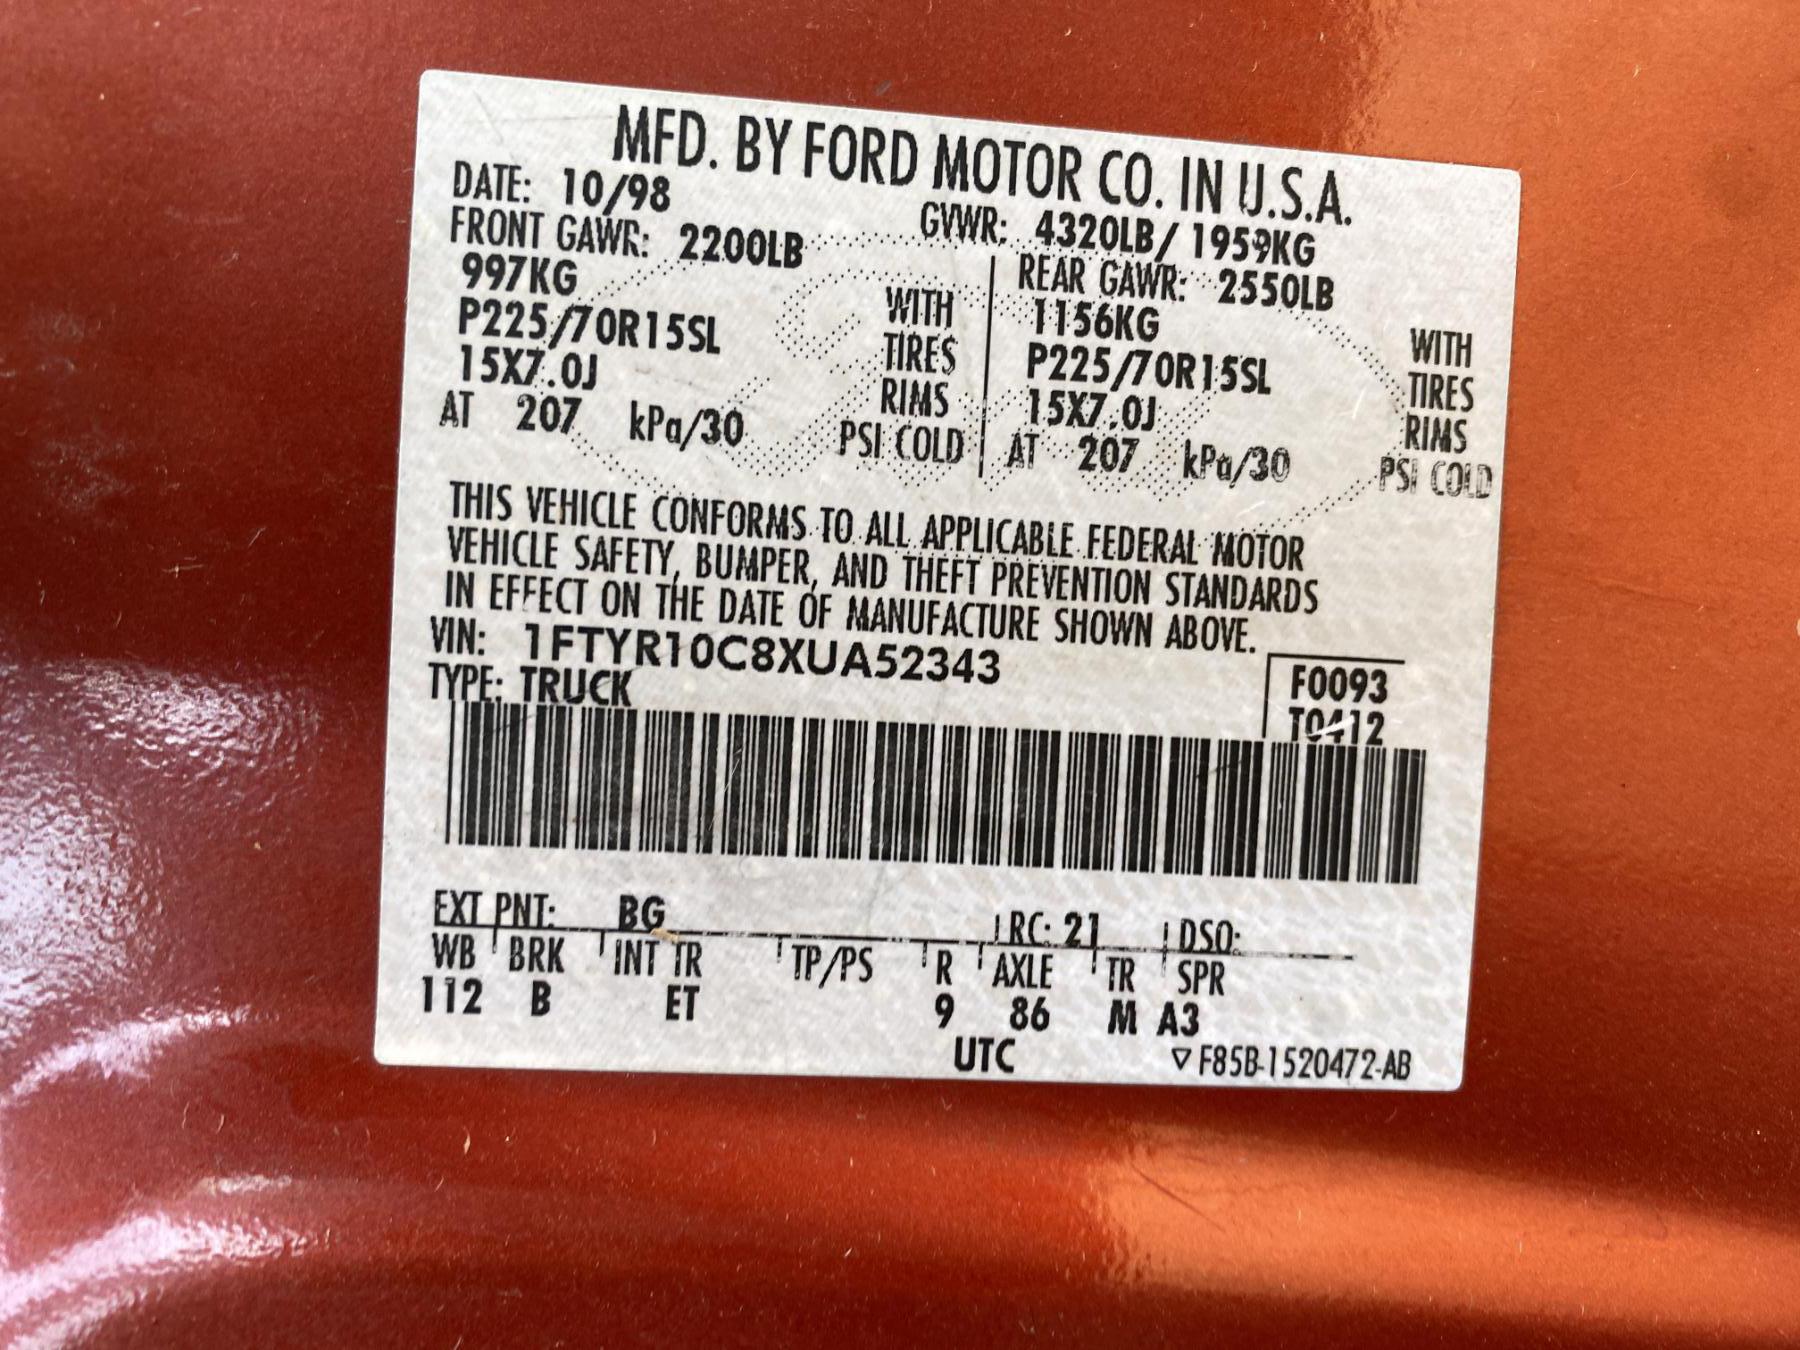 MFD. BY FORD MOTOR CO. IN U.S.A.
DATE: 10/98 GVWR: 4320LB/ 1959KG
FRONT GAWR: 2200LB REAR GAWR: 2550LB
997KG WITH 1156KG WITH
P225/70R15SL TIRES P225/70R15SL TIRES
15X7.0J RIMS 15X7.0J RIMS
AT 207 kPa/30 PSI COLD AT 207 kPa/30 PSI COLD
THIS VEHICLE CONFORMS TO ALL APPLICABLE FEDERAL MOTOR
VEHICLE SAFETY, BUMPER, AND THEFT PREVENTION STANDARDS
IN EFFECT ON THE DATE OF MANUFACTURE SHOWN ABOVE.
VIN: 1FTYR10C8XUA52343 F0093
TYPE: TRUCK T0412
EXT PNT: BG RC: 21 DSO:
WB BRK INT TR TP/PS R AXLE TR SPR
112 B ET 9 86 M A3
UTC ▽ F85B-1520472-AB